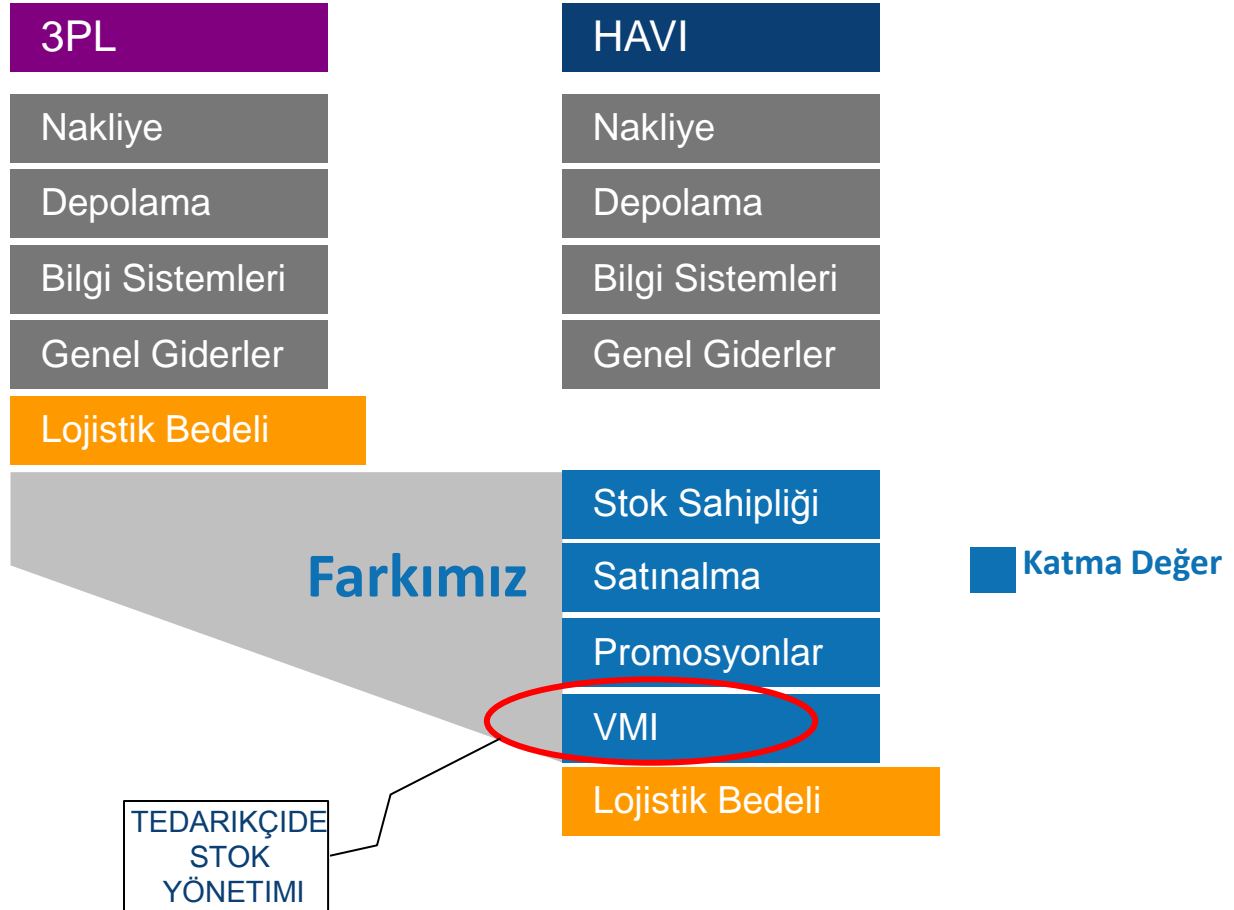 3PL
Nakliye
Depolama
Bilgi Sistemleri
Genel Giderler
Lojistik Bedeli
HAVI
Nakliye
Depolama
Bilgi Sistemleri
Genel Giderler
Farkımız
Stok Sahipliği
Satınalma
Promosyonlar
VMI
Lojistik Bedeli
Katma Değer
TEDARIKÇIDE
STOK
YÖNETIMI